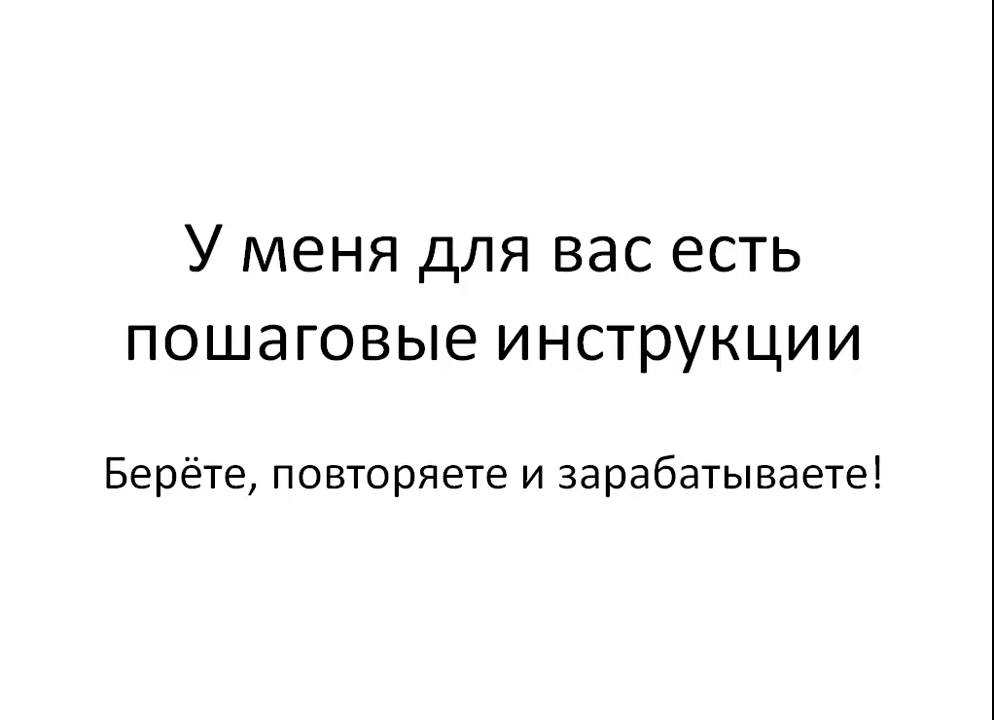 У меня для вас есть
пошаговые инструкции
Берёте, повторяете и зарабатываете!